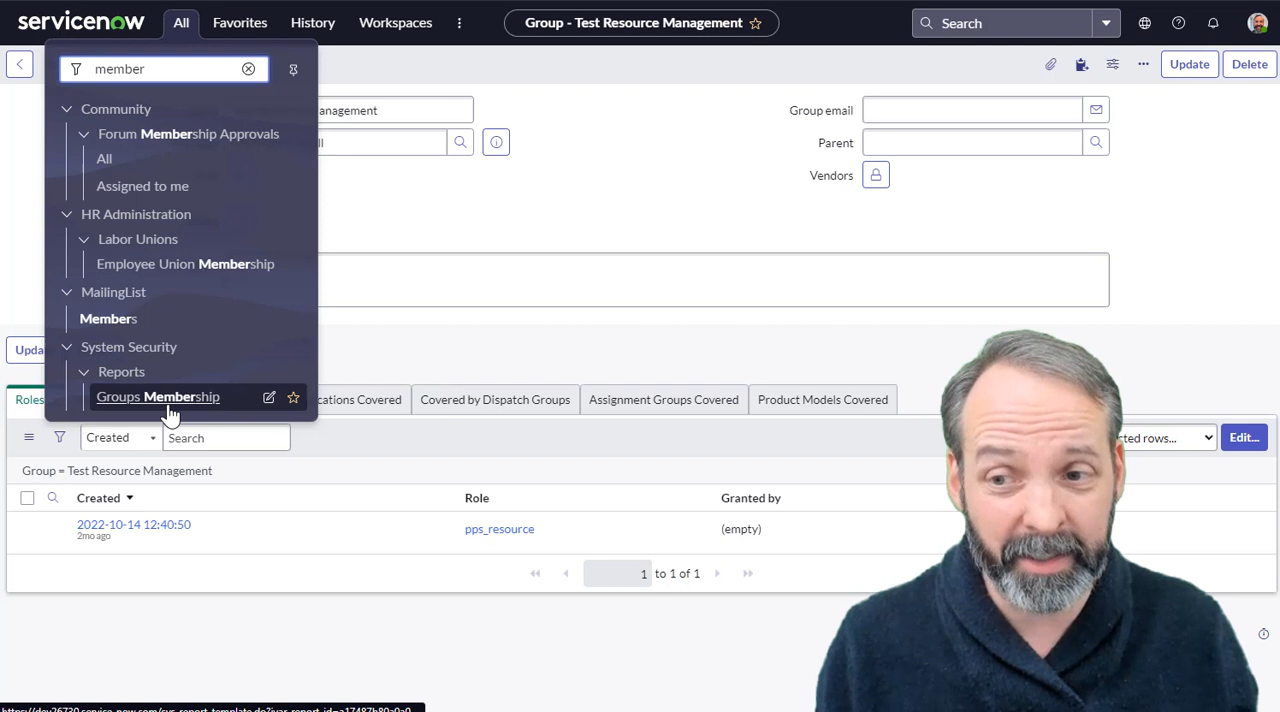 servicenow
All
Favorites
History
Workspaces
Group - Test Resource Management
Search
member
Update
Delete
Community
Forum Membership Approvals
All
Assigned to me
HR Administration
Labor Unions
Employee Union Membership
MailingList
Members
System Security
Reports
Groups Membership
anagement
ll
Group email
Parent
Vendors
Upda
Roles
cations Covered
Covered by Dispatch Groups
Assignment Groups Covered
Product Models Covered
Created
Search
cted rows...
Edit...
Group = Test Resource Management
Created
Role
Granted by
2022-10-14 12:40:50
2mo ago
pps_resource
(empty)
1 to 1 of 1